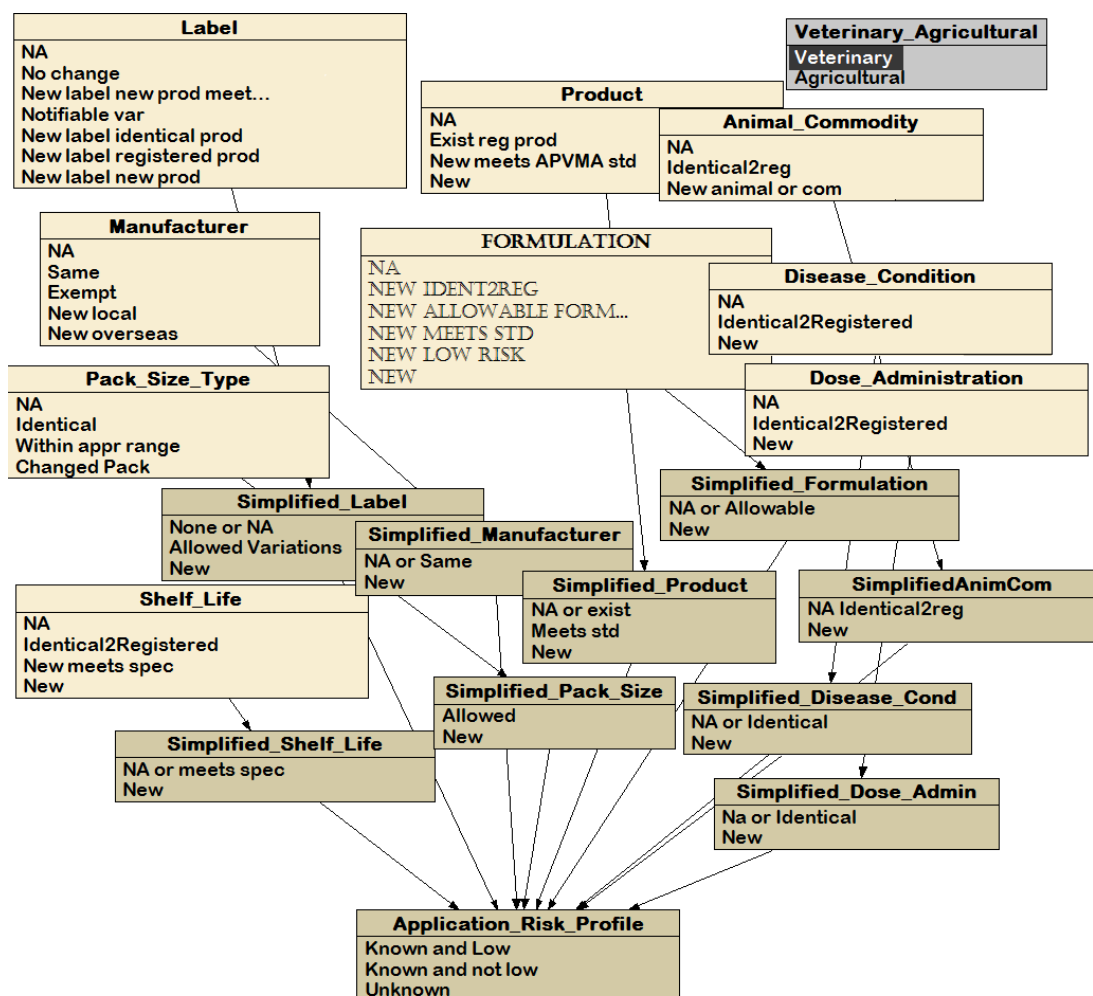 Label
NA
No change
New label new prod meet...
Notifiable var
New label identical prod
New label registered prod
New label new prod
Veterinary_Agricultural
Veterinary
Agricultural
Product
NA
Exist reg prod
New meets APVMA std
New
Animal_Commodity
NA
Identical2reg
New animal or com
Manufacturer
NA
Same
Exempt
New local
New overseas
FORMULATION
NA
NEW IDENT2REG
NEW ALLOWABLE FORM...
NEW MEETS STD
NEW LOW RISK
NEW
Disease_Condition
NA
Identical2Registered
New
Pack_Size_Type
NA
Identical
Within appr range
Changed Pack
Dose_Administration
NA
Identical2Registered
New
Simplified_Label
None or NA
Allowed Variations
New
Simplified_Manufacturer
NA or Same
New
Simplified_Formulation
NA or Allowable
New
Simplified_Product
NA or exist
Meets std
New
SimplifiedAnimCom
NA Identical2reg
New
Shelf_Life
NA
Identical2Registered
New meets spec
New
Simplified_Pack_Size
Allowed
New
Simplified_Disease_Cond
NA or Identical
New
Simplified_Shelf_Life
NA or meets spec
New
Simplified_Dose_Admin
Na or Identical
New
Application_Risk_Profile
Known and Low
Known and not low
Unknown